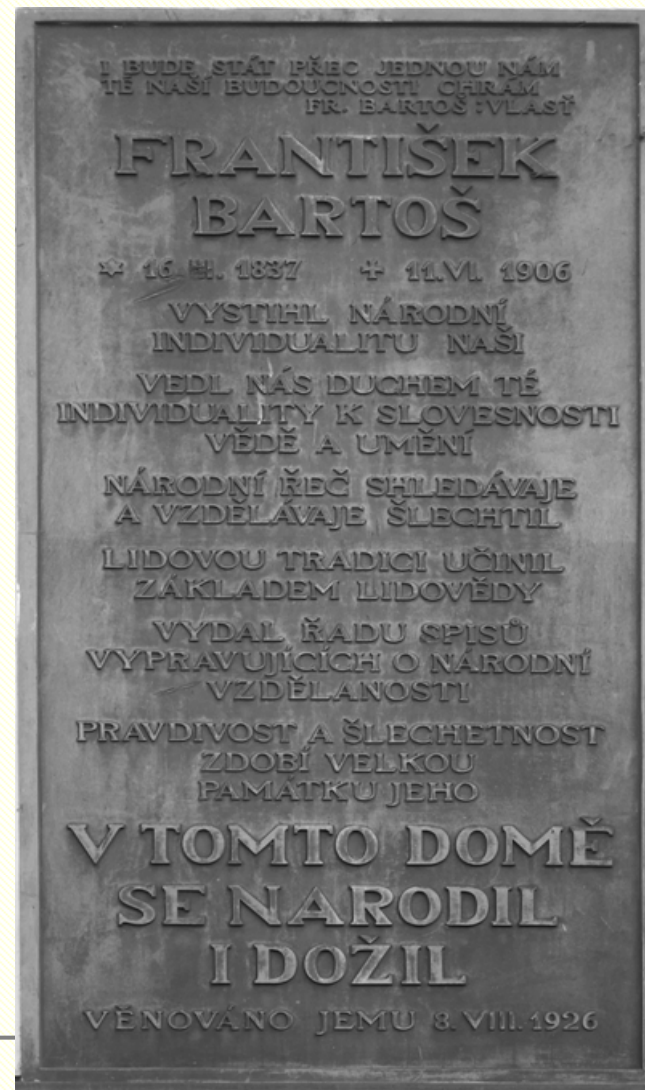 I BUDE STÁT PŘEC JEDNOU NÁM
TÉ NAŠÍ BUDOUCNOSTI CHRÁM
FR. BARTOŠ : VLASŤ
FRANTIŠEK
BARTOŠ
* 16. III. 1837 + 11. VI. 1906
VYSTIHL NÁRODNÍ
INDIVIDUALITU NAŠI
VEDL NÁS DUCHEM TÉ
INDIVIDUALITY K SLOVESNOSTI
VĚDĚ A UMĚNÍ
NÁRODNÍ ŘEČ SHLEDÁVAJE
A VZDĚLÁVAJE ŠLECHTIL
LIDOVOU TRADICI UČINIL
ZÁKLADEM LIDOVĚDY
VYDAL ŘADU SPISŮ
VYPRAVUJÍCÍCH O NÁRODNÍ
VZDĚLANOSTI
PRAVDIVOST A ŠLECHETNOST
ZDOBÍ VELKOU
PAMÁTKU JEHO
V TOMTO DOMĚ
SE NARODIL
I DOŽIL
VĚNOVÁNO JEMU 8. VIII. 1926